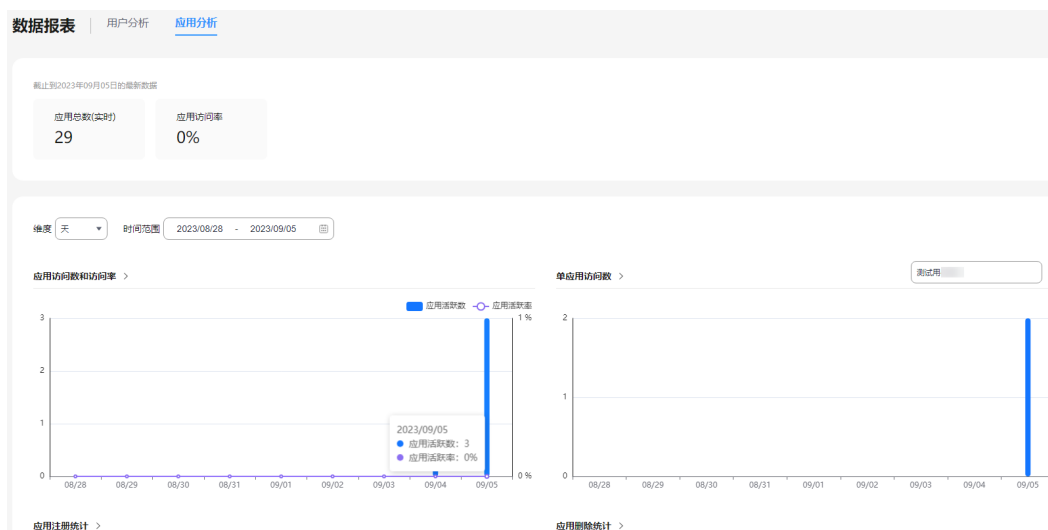 数据报表 用户分析 应用分析
截止到2023年09月05日的最新数据
应用总数(实时) 应用访问率
29 0%
维度 天 时间范围 2023/08/28 - 2023/09/05
应用访问数和访问率 >
应用活跃数 应用活跃率
3 1 %
2
1
0 0 %
08/28 08/29 08/30 08/31 09/01 09/02 09/03 09/04 09/05
2023/09/05
应用活跃数: 3
应用活跃率: 0%
单应用访问数 > 测试用
2
1
0
08/28 08/29 08/30 08/31 09/01 09/02 09/03 09/04 09/05
应用注册统计 > 应用删除统计 >